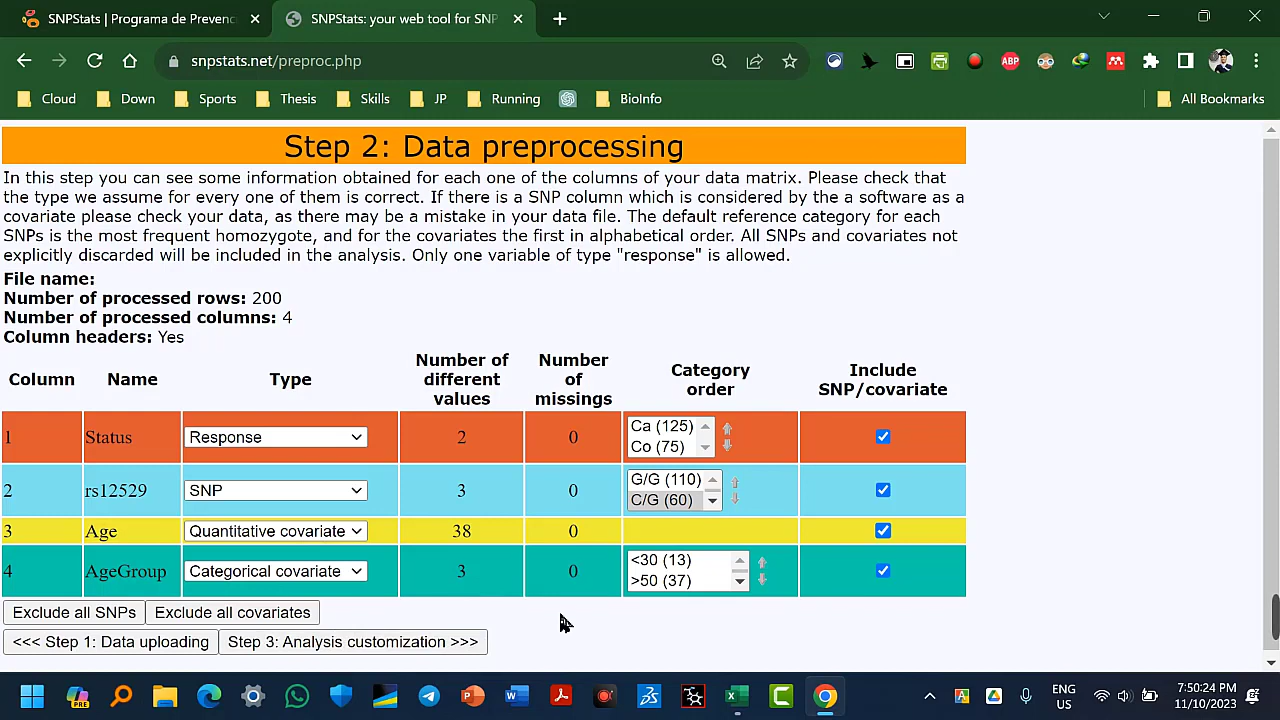 SNPStats | Programa de Prevenc
SNPStats: your web tool for SNP
snpstats.net/preproc.php
ABP
Cloud Down Sports Thesis Skills JP Running BioInfo All Bookmarks
Step 2: Data preprocessing
In this step you can see some information obtained for each one of the columns of your data matrix. Please check that
the type we assume for every one of them is correct. If there is a SNP column which is considered by the a software as a
covariate please check your data, as there may be a mistake in your data file. The default reference category for each
SNPs is the most frequent homozygote, and for the covariates the first in alphabetical order. All SNPs and covariates not
explicitly discarded will be included in the analysis. Only one variable of type "response" is allowed.
File name:
Number of processed rows: 200
Number of processed columns: 4
Column headers: Yes
Column Name Type Number of different values Number of missings Category order Include SNP/covariate
1 Status Response 2 0 Ca (125)
Co (75)
2 rs12529 SNP 3 0 G/G (110)
C/G (60)
3 Age Quantitative covariate 38 0
4 AgeGroup Categorical covariate 3 0 <30 (13)
>50 (37)
Exclude all SNPs Exclude all covariates
<<< Step 1: Data uploading Step 3: Analysis customization >>>
PRE
ENG
US
7:50:24 PM
11/10/2023